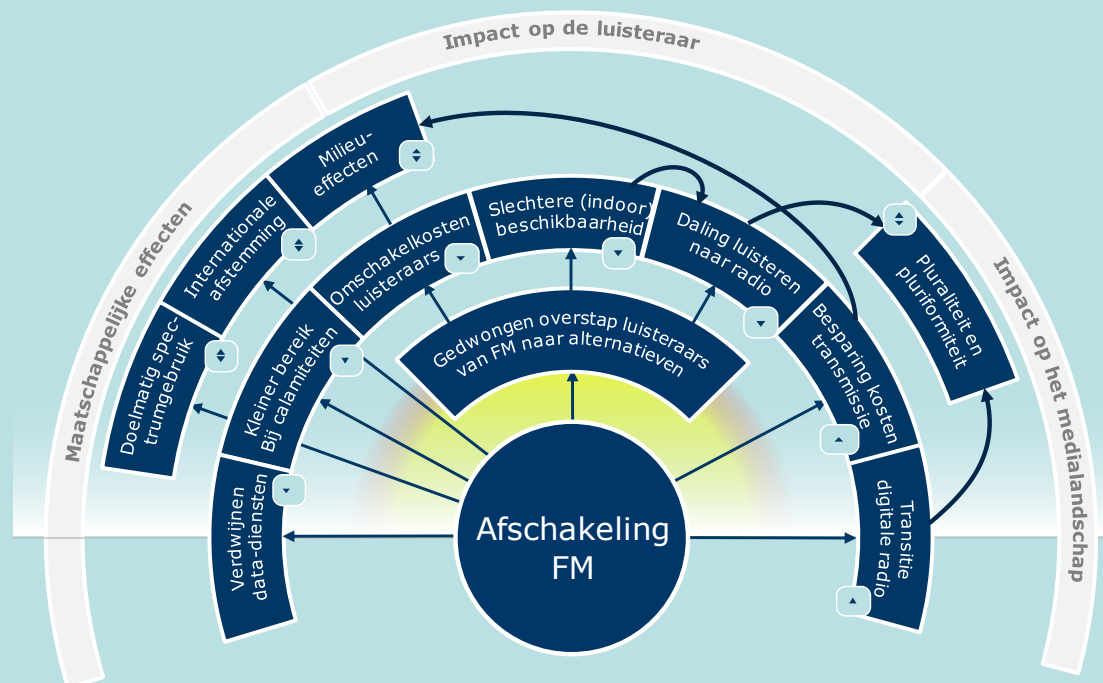 Impact op de luisteraar
Maatschappelijke effecten
Impact op het medialandschap
Milieu-
effecten
Internationale
afstemming
Doelmatig spec-
trumgebruik
Slechtere (indoor)
beschikbaarheid
Omschakelkosten
luisteraars
Daling luisteren
naar radio
Pluraliteit en
pluriformiteit
Kleiner bereik
Bij calamiteiten
Gedwongen overstap luisteraars
van FM naar alternatieven
Besparing kosten
transmissie
Verdwijnen
data-diensten
Afschakeling
FM
Transitie
digitale radio